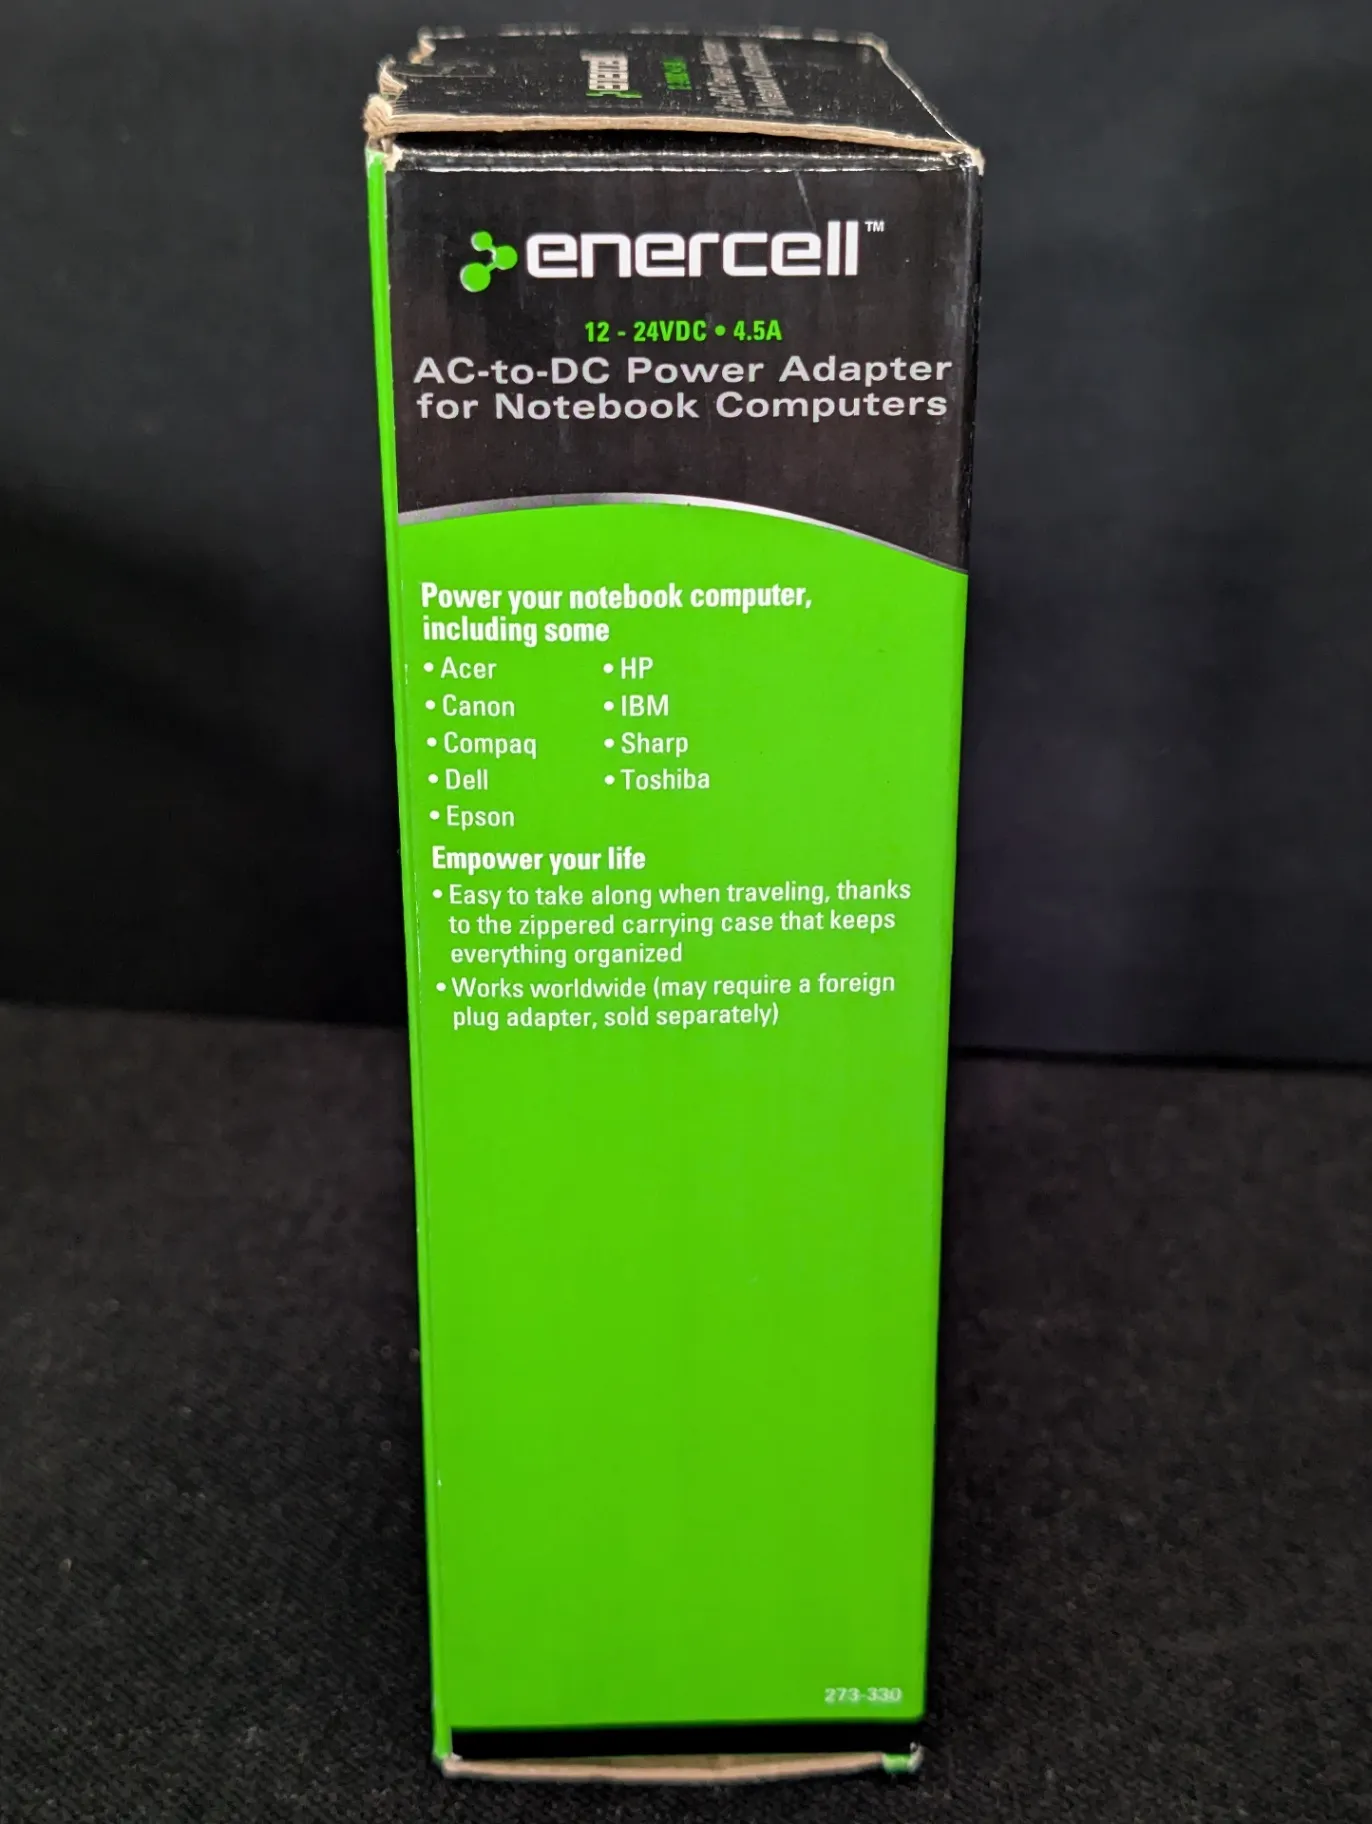 enercell
enercell™
12 - 24VDC • 4.5A
AC-to-DC Power Adapter
for Notebook Computers
Power your notebook computer,
including some
• Acer
• Canon
• Compaq
• Dell
• Epson
• HP
• IBM
• Sharp
• Toshiba
Empower your life
• Easy to take along when traveling, thanks
to the zippered carrying case that keeps
everything organized
• Works worldwide (may require a foreign
plug adapter, sold separately)
273-330